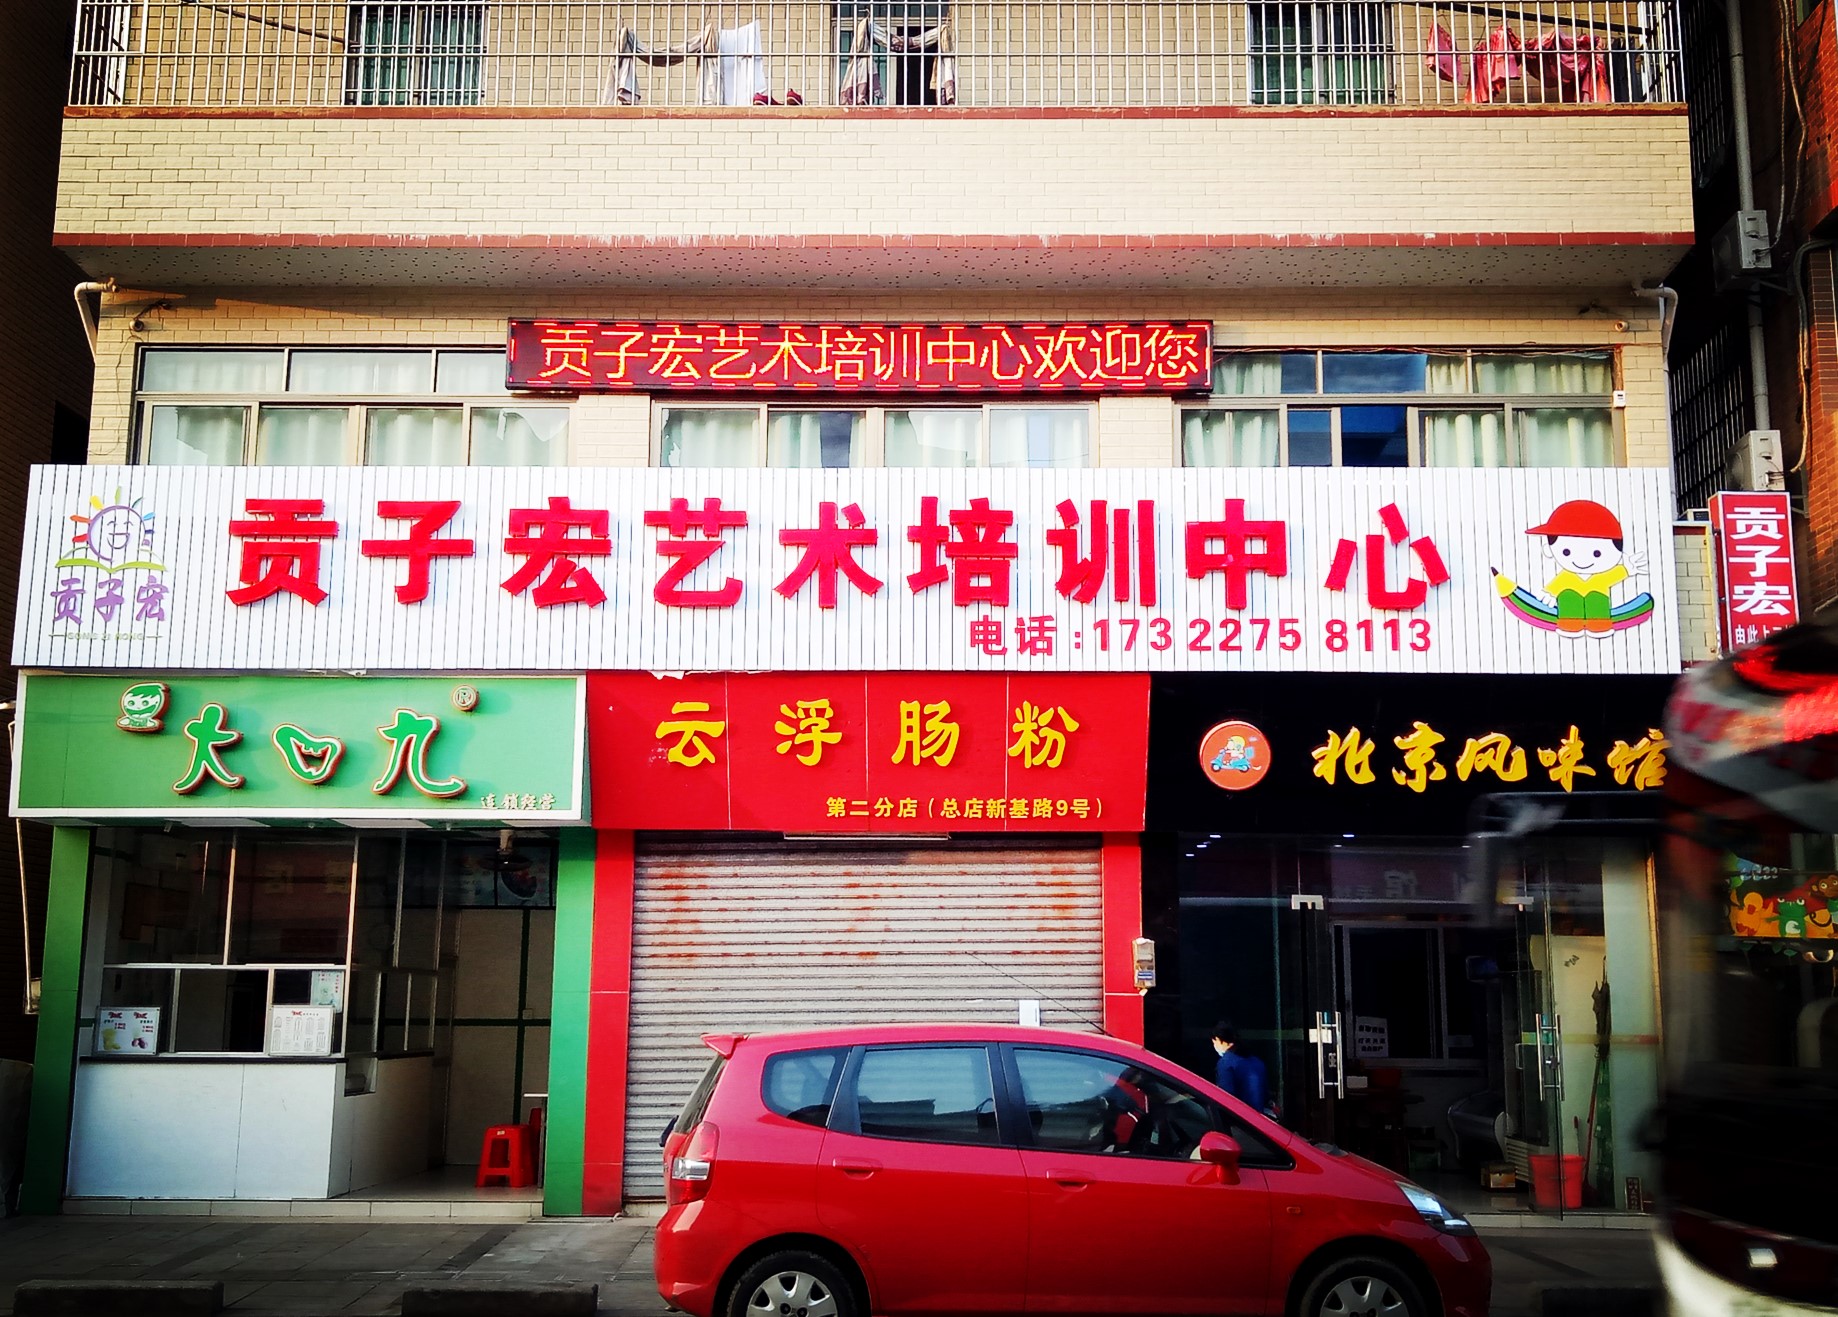 贡子宏艺术培训中心欢迎您
贡子宏艺术培训中心
电话:173 2275 8113
贡子宏
GONG ZI HONG
贡子宏
大口九
连锁经营
云浮肠粉
第二分店（总店新基路9号）
北京风味馆